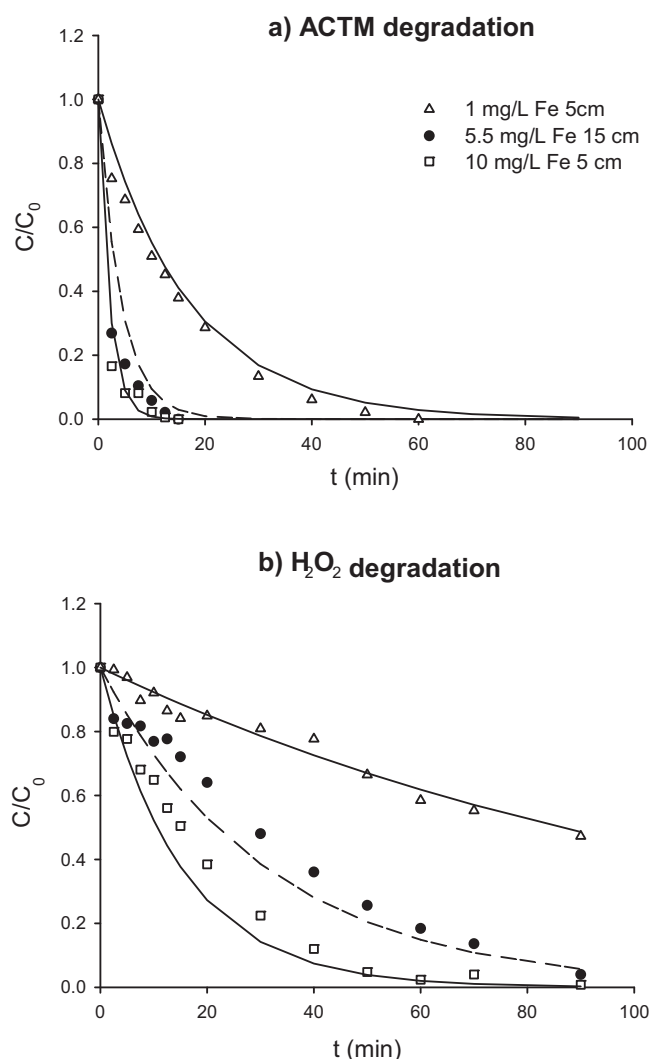 a) ACTM degradation
1.2
1.0
0.8
0.6
0.4
0.2
0.0
C/C0
1 mg/L Fe 5cm
5.5 mg/L Fe 15 cm
10 mg/L Fe 5 cm
0 20 40 60 80 100
t (min)
b) H2O2 degradation
1.2
1.0
0.8
0.6
0.4
0.2
0.0
C/C0
0 20 40 60 80 100
t (min)